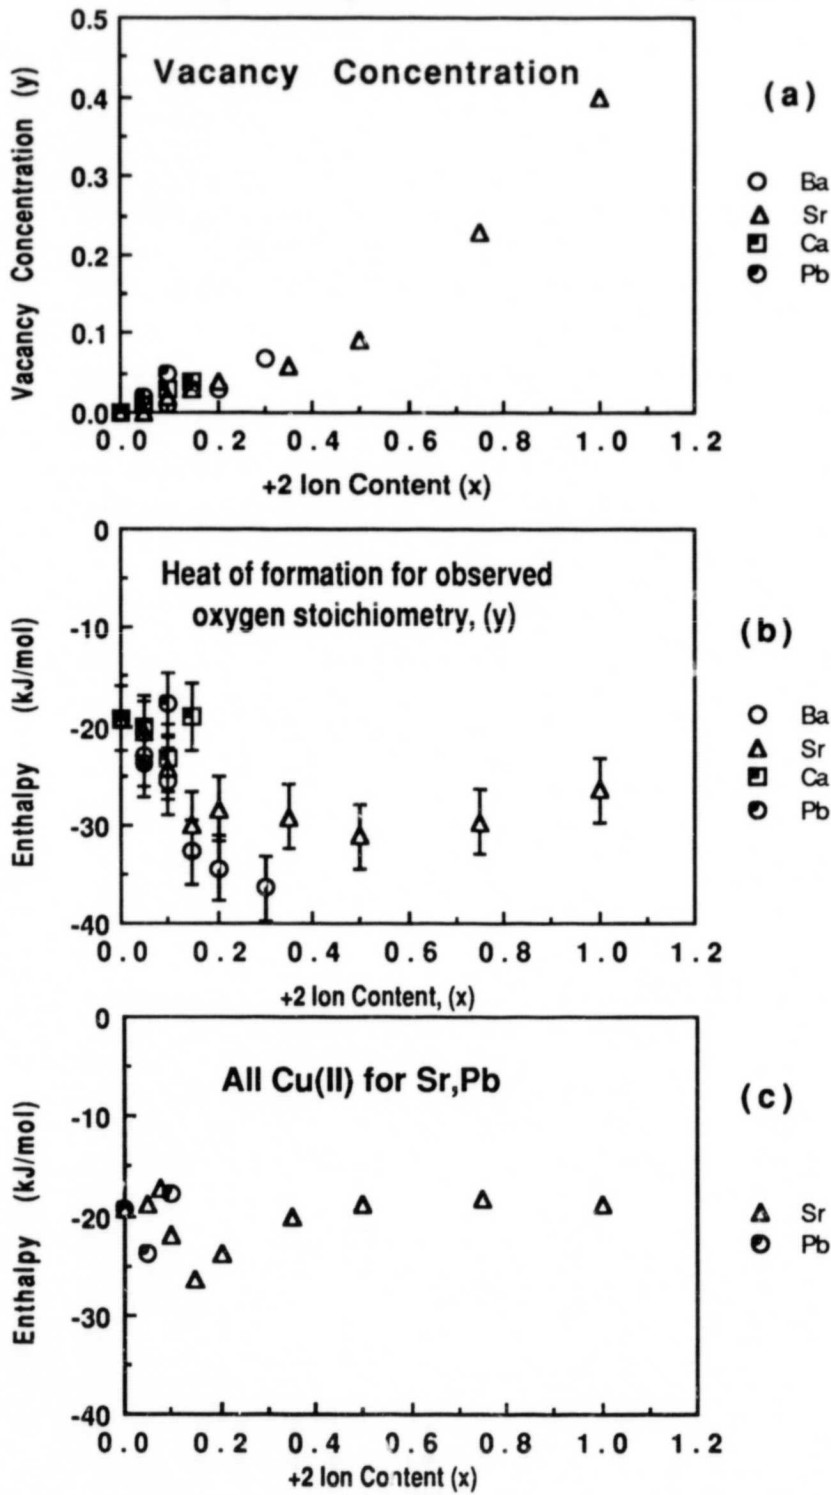 0.5
Vacancy Concentration
(a)
0.4
Ba
Sr
Ca
Pb
0.3
0.2
0.1
0.0
Vacancy Concentration (y)
0.0 0.2 0.4 0.6 0.8 1.0 1.2
+2 Ion Content (x)
0
Heat of formation for observed
oxygen stoichiometry, (y)
(b)
-10
-20
-30
-40
Enthalpy (kJ/mol)
Ba
Sr
Ca
Pb
0.0 0.2 0.4 0.6 0.8 1.0 1.2
+2 Ion Content, (x)
0
All Cu(II) for Sr,Pb
(c)
-10
-20
-30
-40
Enthalpy (kJ/mol)
Sr
Pb
0.0 0.2 0.4 0.6 0.8 1.0 1.2
+2 Ion Content (x)